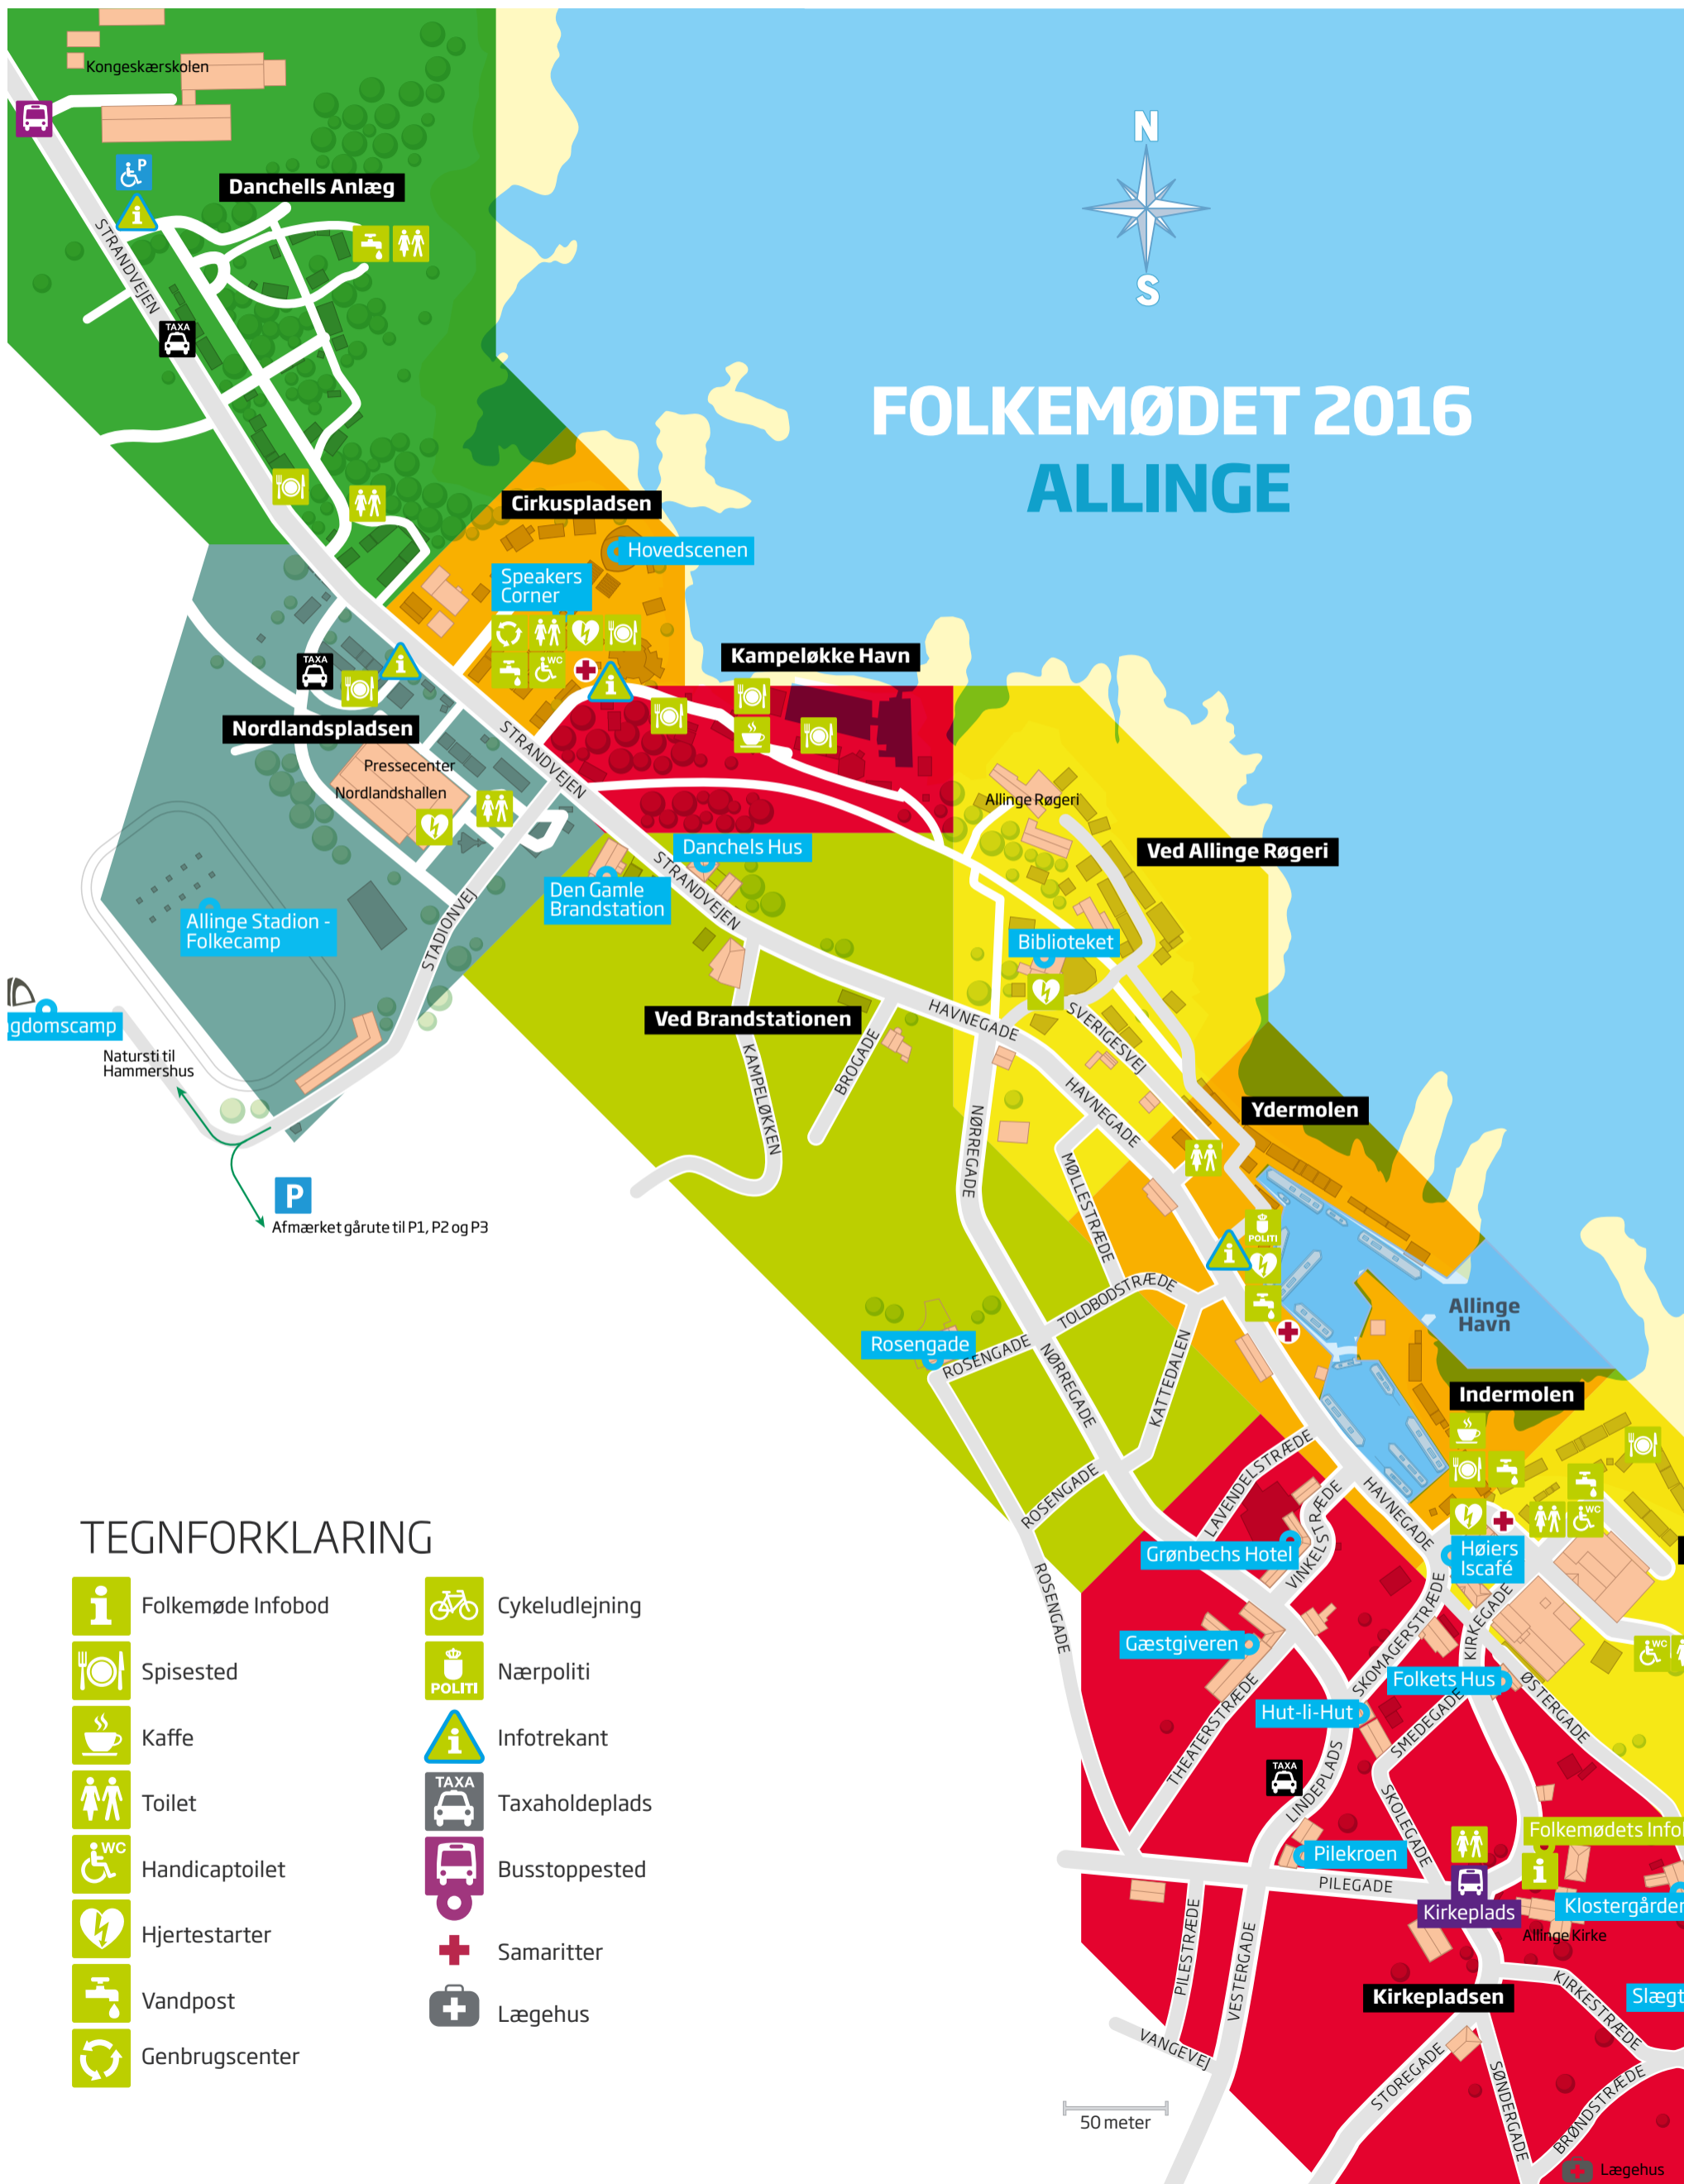 Kongeskærskolen
P
Danchells Anlæg
STRANDVEJEN
TAXA
N
S
FOLKEMØDET 2016
ALLINGE
Cirkuspladsen
Hovedscenen
Speakers
Corner
WC
TAXA
Kampeløkke Havn
Nordlandspladsen
Pressecenter
Nordlandshallen
STRANDVEJEN
Allinge Røgeri
Ved Allinge Røgeri
Danchels Hus
STRANDVEJEN
Den Gamle
Brandstation
Allinge Stadion -
Folkecamp
STADIONVEJ
Biblioteket
gdomscamp
Natursti til
Hammershus
Ved Brandstationen
HAVNEGADE
SVERIGESVEJ
BROGADE
KAMPELØKKEN
HAVNEGADE
NØRREGADE
Ydermolen
MØLLESTRÆDE
P
Afmærket gårute til P1, P2 og P3
POLITI
TOLDBODSTRÆDE
Allinge
Havn
Rosengade
ROSENGADE
NØRREGADE
KATTEDALEN
Indermolen
LAVENDELSTRÆDE
ROSENGADE
HAVNEGADE
VINKELSTRÆDE
WC
Grønbechs Hotel
Høiers
Iscafé
ROSENGADE
KIRKEGADE
SKOMAGERSTRÆDE
Gæstgiveren
WC
Folkets Hus
ØSTERGADE
THEATERSTRÆDE
Hut-li-Hut
SMEDEGADE
TAXA
LINDEPLADS
SKOLEGADE
Folkemødets Info
Pilekroen
PILEGADE
Kirkeplads
Klostergården
Allinge Kirke
PILESTRÆDE
VESTERGADE
Kirkepladsen
KIRKESTRÆDE
Slægt
VANGEVEJ
STOREGADE
SØNDERGADE
BRØNDSTRÆDE
50 meter
Lægehus
TEGNFORKLARING
Folkemøde Infobod
Spisested
Kaffe
Toilet
WC
Handicaptoilet
Hjertestarter
Vandpost
Genbrugscenter
Cykeludlejning
POLITI
Nærpoliti
Infotrekant
TAXA
Taxaholdeplads
Busstoppested
Samaritter
Lægehus